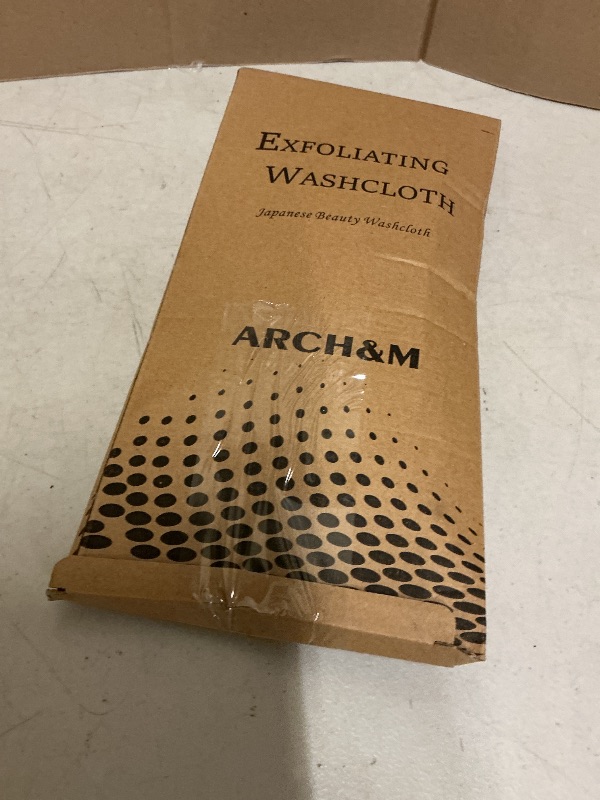 EXFOLIATING
WASHCLOTH
Japanese Beauty Washcloth
ARCH&M